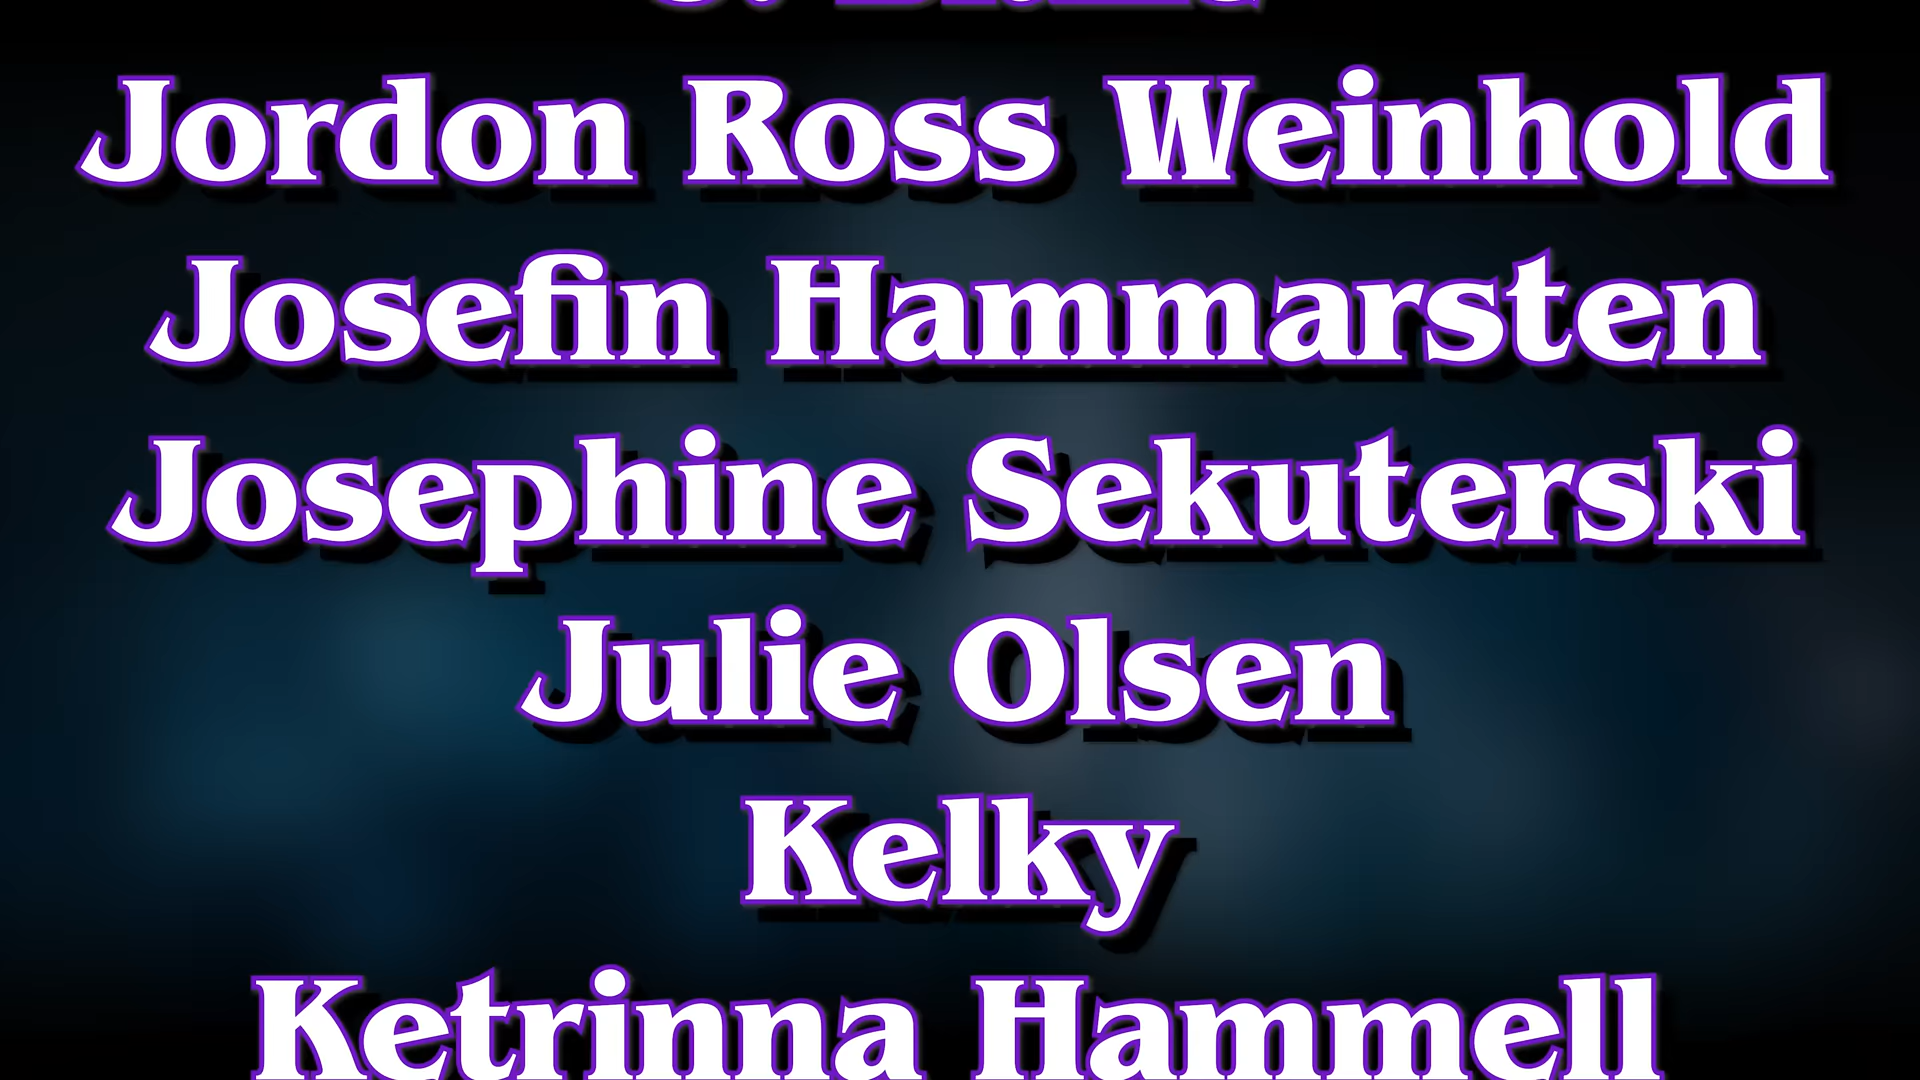 Jordon Ross Weinhold
Josefin Hammarsten
Josephine Sekuterski
Julie Olsen
Kelky
Ketrinna Hammell